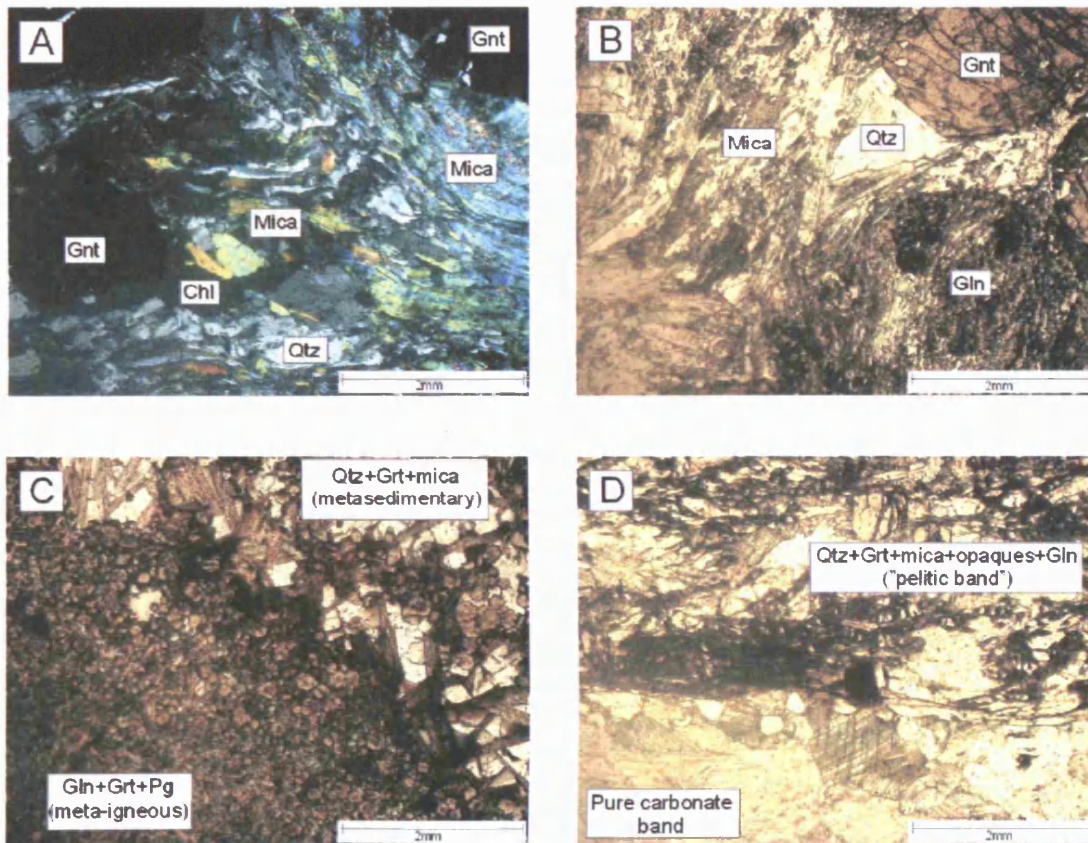 A
Gnt
Mica
Mica
Gnt
Chl
Qtz
2mm
B
Gnt
Mica
Qtz
Gln
2mm
C
Qtz+Grt+mica
(metasedimentary)
Gln+Grt+Pg
(meta-igneous)
2mm
D
Qtz+Grt+mica+opaques+Gln
("pelitic band")
Pure carbonate
band
2mm